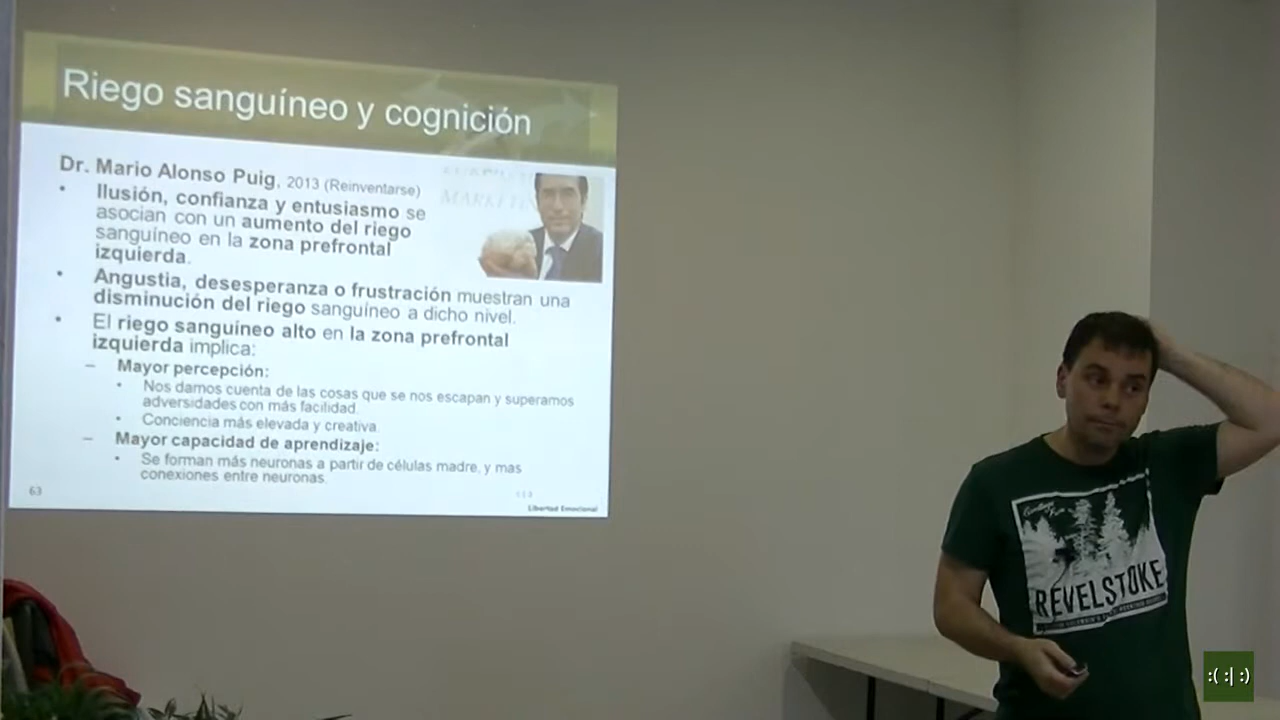 Riego sanguíneo y cognición
Dr. Mario Alonso Puig, 2013 (Reinventarse)
• Ilusión, confianza y entusiasmo se
asocian con un aumento del riego
sanguíneo en la zona prefrontal
izquierda.
• Angustia, desesperanza o frustración muestran una
disminución del riego sanguíneo a dicho nivel.
• El riego sanguíneo alto en la zona prefrontal
izquierda implica:
– Mayor percepción:
• Nos damos cuenta de las cosas que se nos escapan y superamos
adversidades con más facilidad.
• Conciencia más elevada y creativa.
– Mayor capacidad de aprendizaje:
• Se forman más neuronas a partir de células madre, y mas
conexiones entre neuronas.
63
Libertad Emocional
REVELSTOKE
:( :| :)